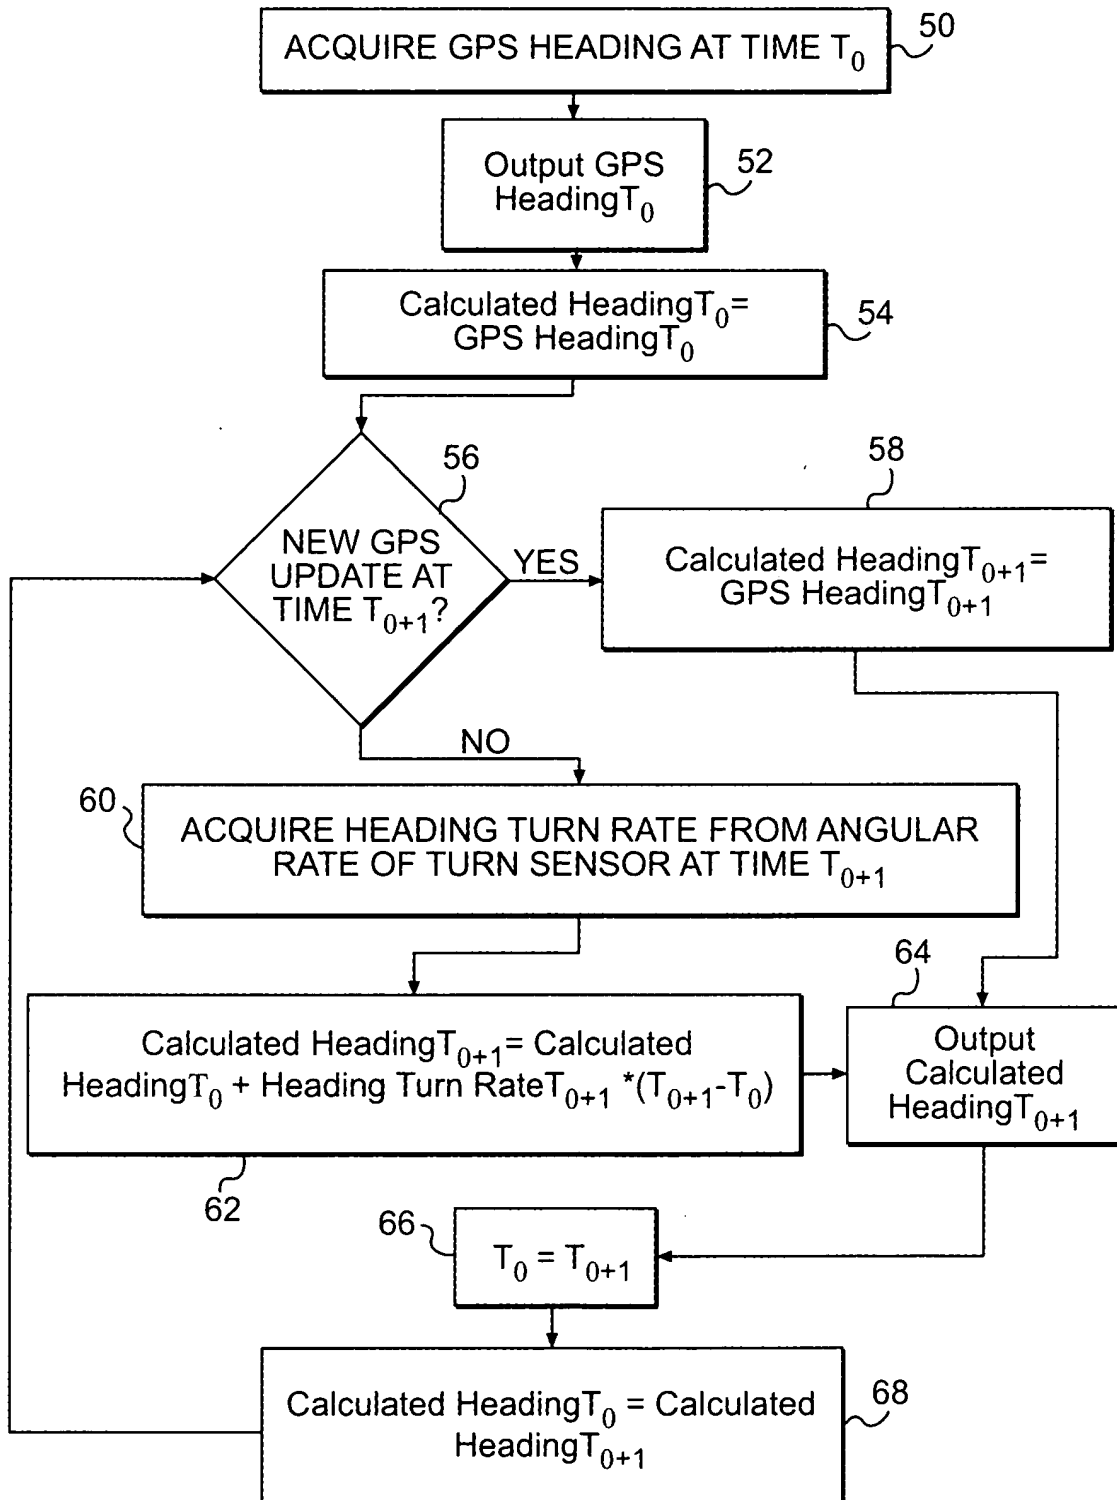 ACQUIRE GPS HEADING AT TIME T0
50
Output GPS
HeadingT0
52
Calculated HeadingT0=
GPS HeadingT0
54
NEW GPS
UPDATE AT
TIME T0+1?
56
YES
Calculated HeadingT0+1=
GPS HeadingT0+1
58
NO
60
ACQUIRE HEADING TURN RATE FROM ANGULAR
RATE OF TURN SENSOR AT TIME T0+1
Calculated HeadingT0+1= Calculated
HeadingT0 + Heading Turn RateT0+1 *(T0+1-T0)
62
64
Output
Calculated
HeadingT0+1
66
T0 = T0+1
Calculated HeadingT0 = Calculated
HeadingT0+1
68